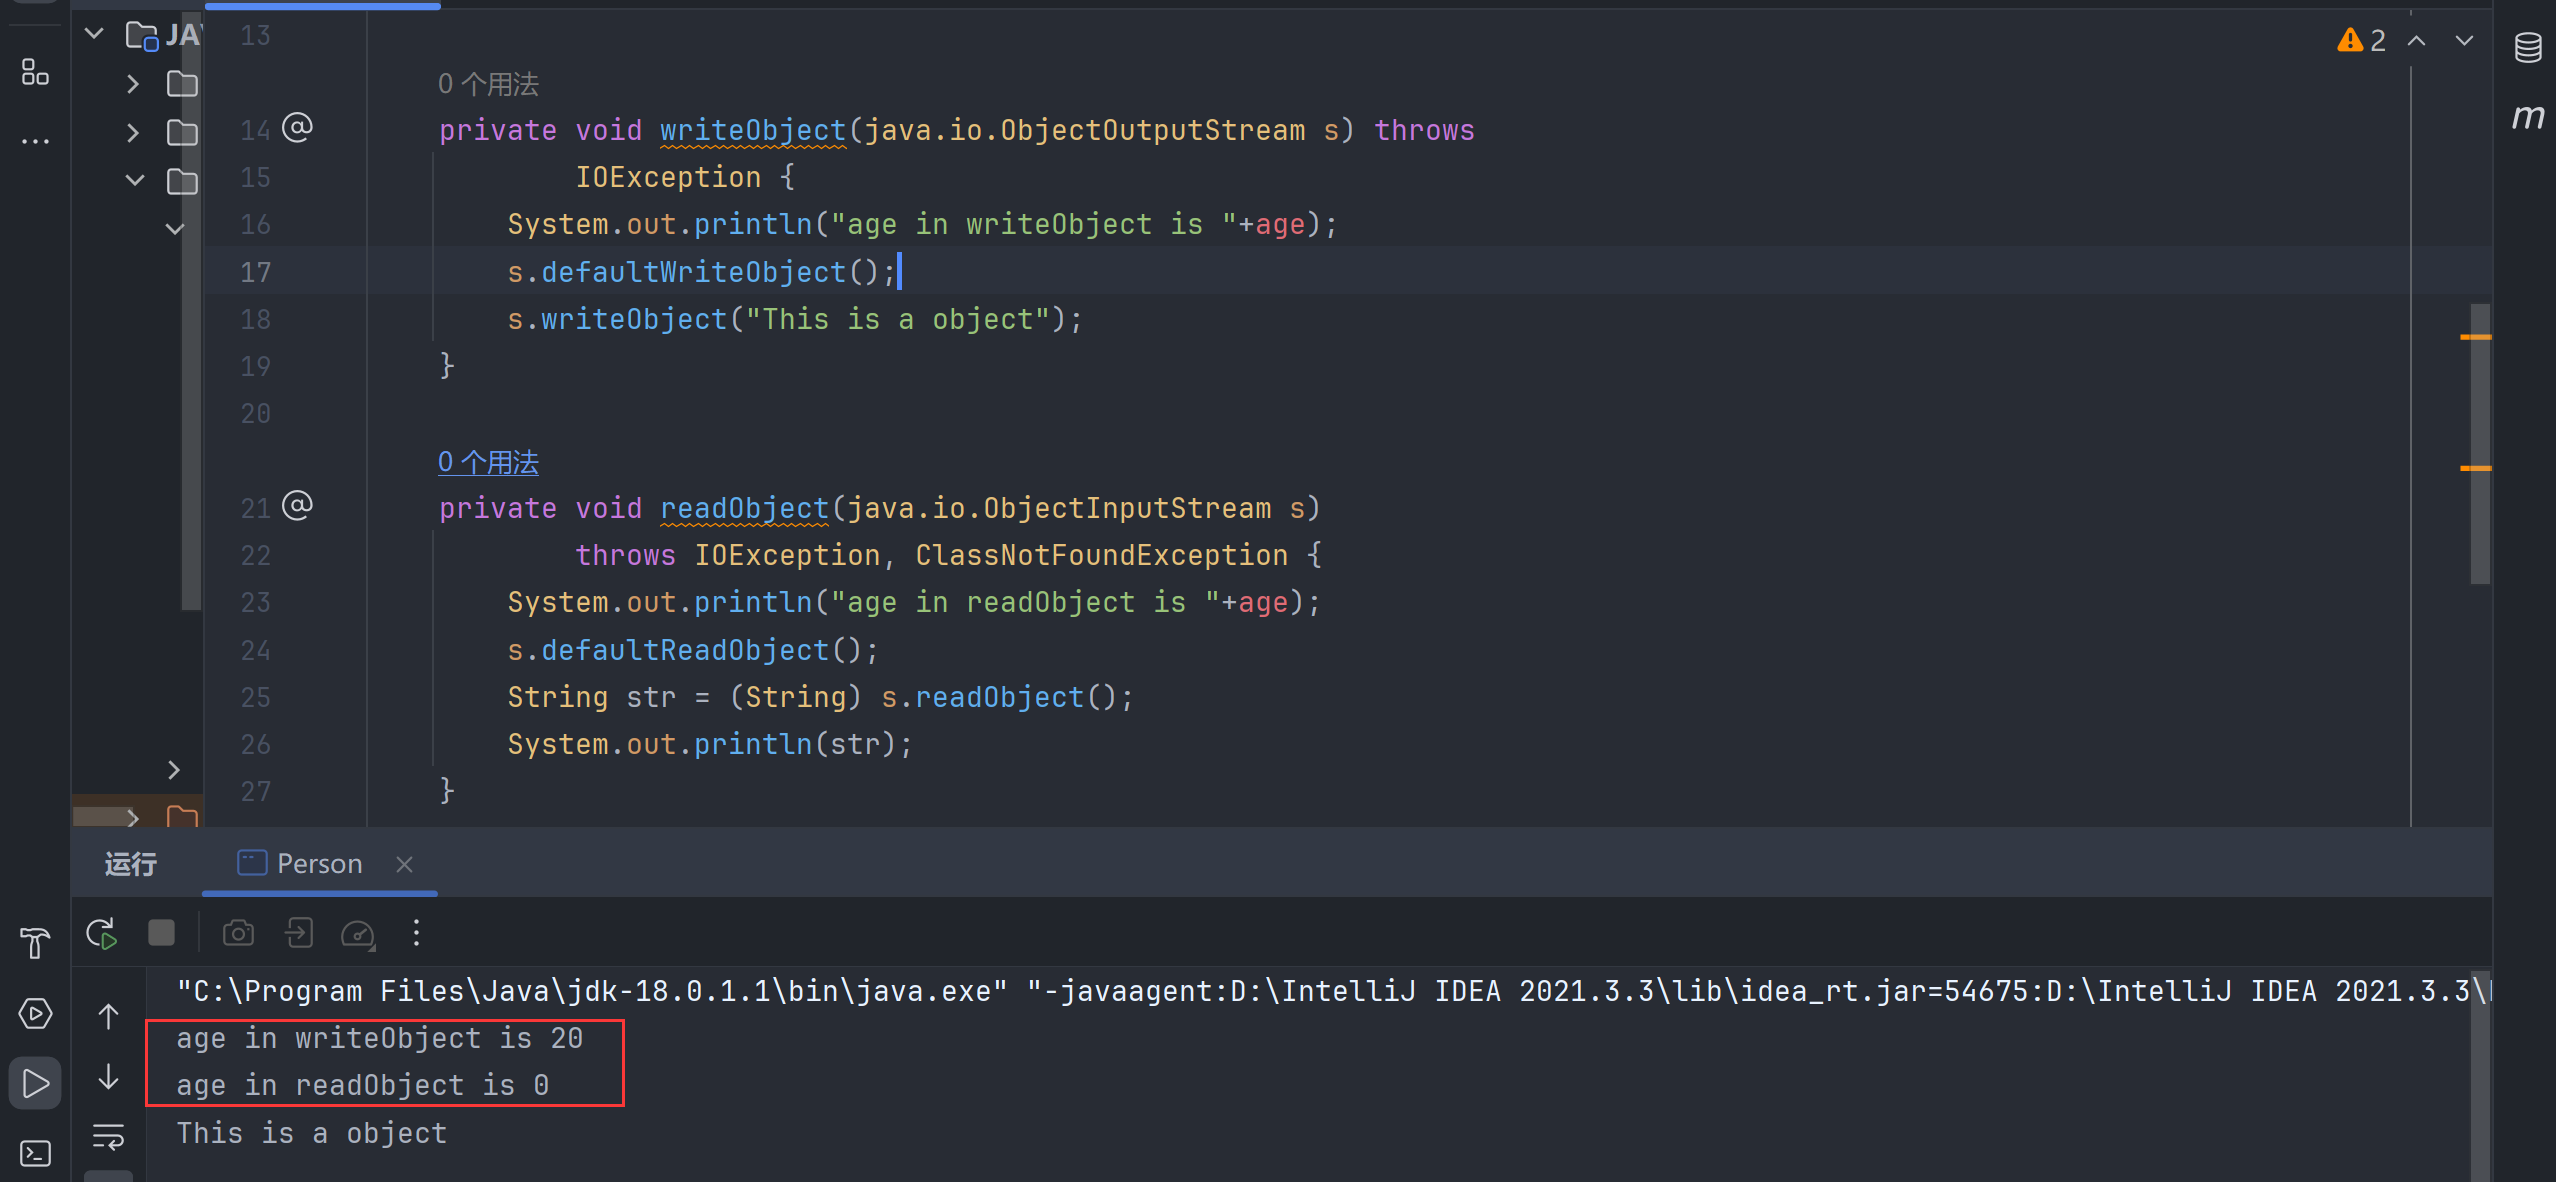 JAV
2
13
0 个用法
14 @ private void writeObject(java.io.ObjectOutputStream s) throws
15 IOException {
16 System.out.println("age in writeObject is "+age);
17 s.defaultWriteObject();
18 s.writeObject("This is a object");
19 }
20
0 个用法
21 @ private void readObject(java.io.ObjectInputStream s)
22 throws IOException, ClassNotFoundException {
23 System.out.println("age in readObject is "+age);
24 s.defaultReadObject();
25 String str = (String) s.readObject();
26 System.out.println(str);
27 }
m
运行 Person
"C:\Program Files\Java\jdk-18.0.1.1\bin\java.exe" "-javaagent:D:\IntelliJ IDEA 2021.3.3\lib\idea_rt.jar=54675:D:\IntelliJ IDEA 2021.3.3\
age in writeObject is 20
age in readObject is 0
This is a object